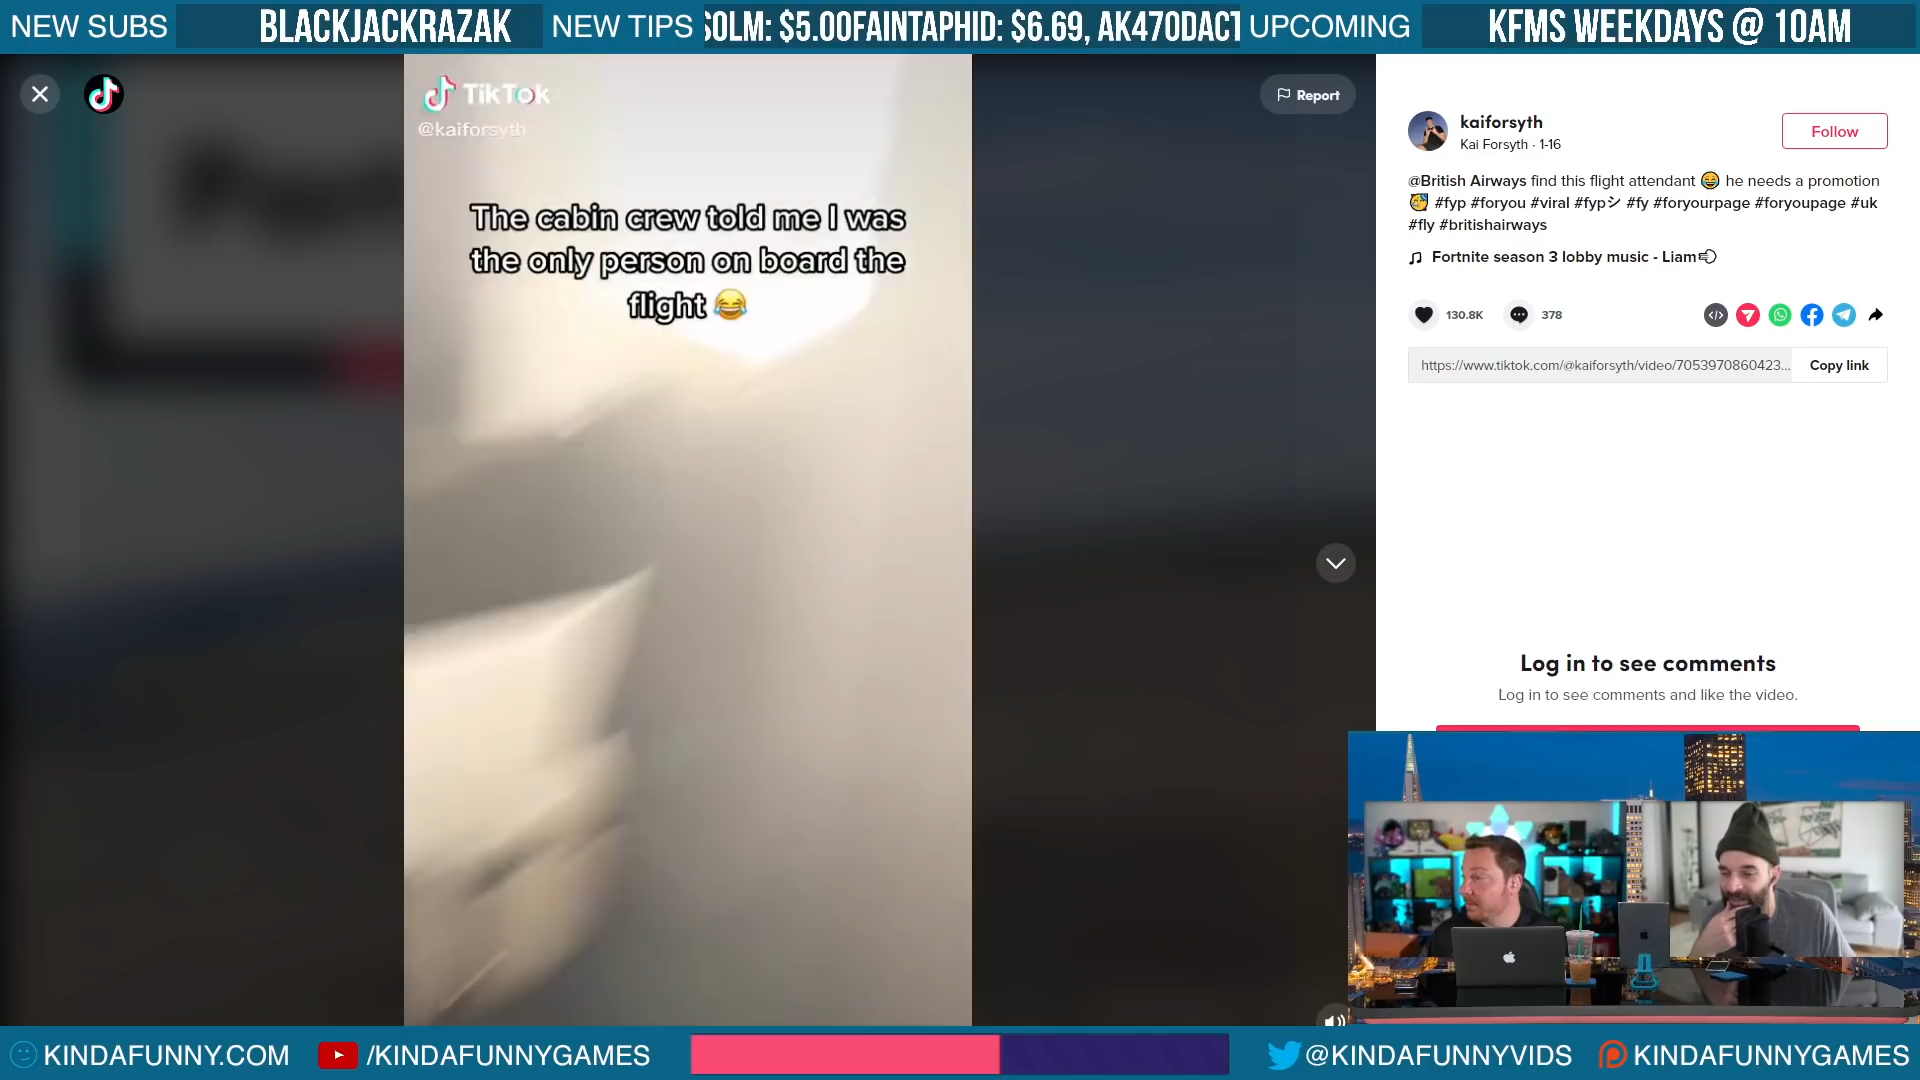 NEW SUBS BLACKJACKRAZAK NEW TIPS SOLM: $5.00FAINTAPHID: $6.69, AK470DACT UPCOMING KFMS WEEKDAYS @ 10AM
TikTok
@kaiforsyth
Report
The cabin crew told me I was
the only person on board the
flight 😂
kaiforsyth
Kai Forsyth · 1-16
Follow
@British Airways find this flight attendant 😂 he needs a promotion
🥳 #fyp #foryou #viral #fypシ #fy #foryourpage #foryoupage #uk
#fly #britishairways
Fortnite season 3 lobby music - Liam💨
130.8K
378
https://www.tiktok.com/@kaiforsyth/video/7053970860423... Copy link
Log in to see comments
Log in to see comments and like the video.
KINDAFUNNY.COM /KINDAFUNNYGAMES @KINDAFUNNYVIDS KINDAFUNNYGAMES